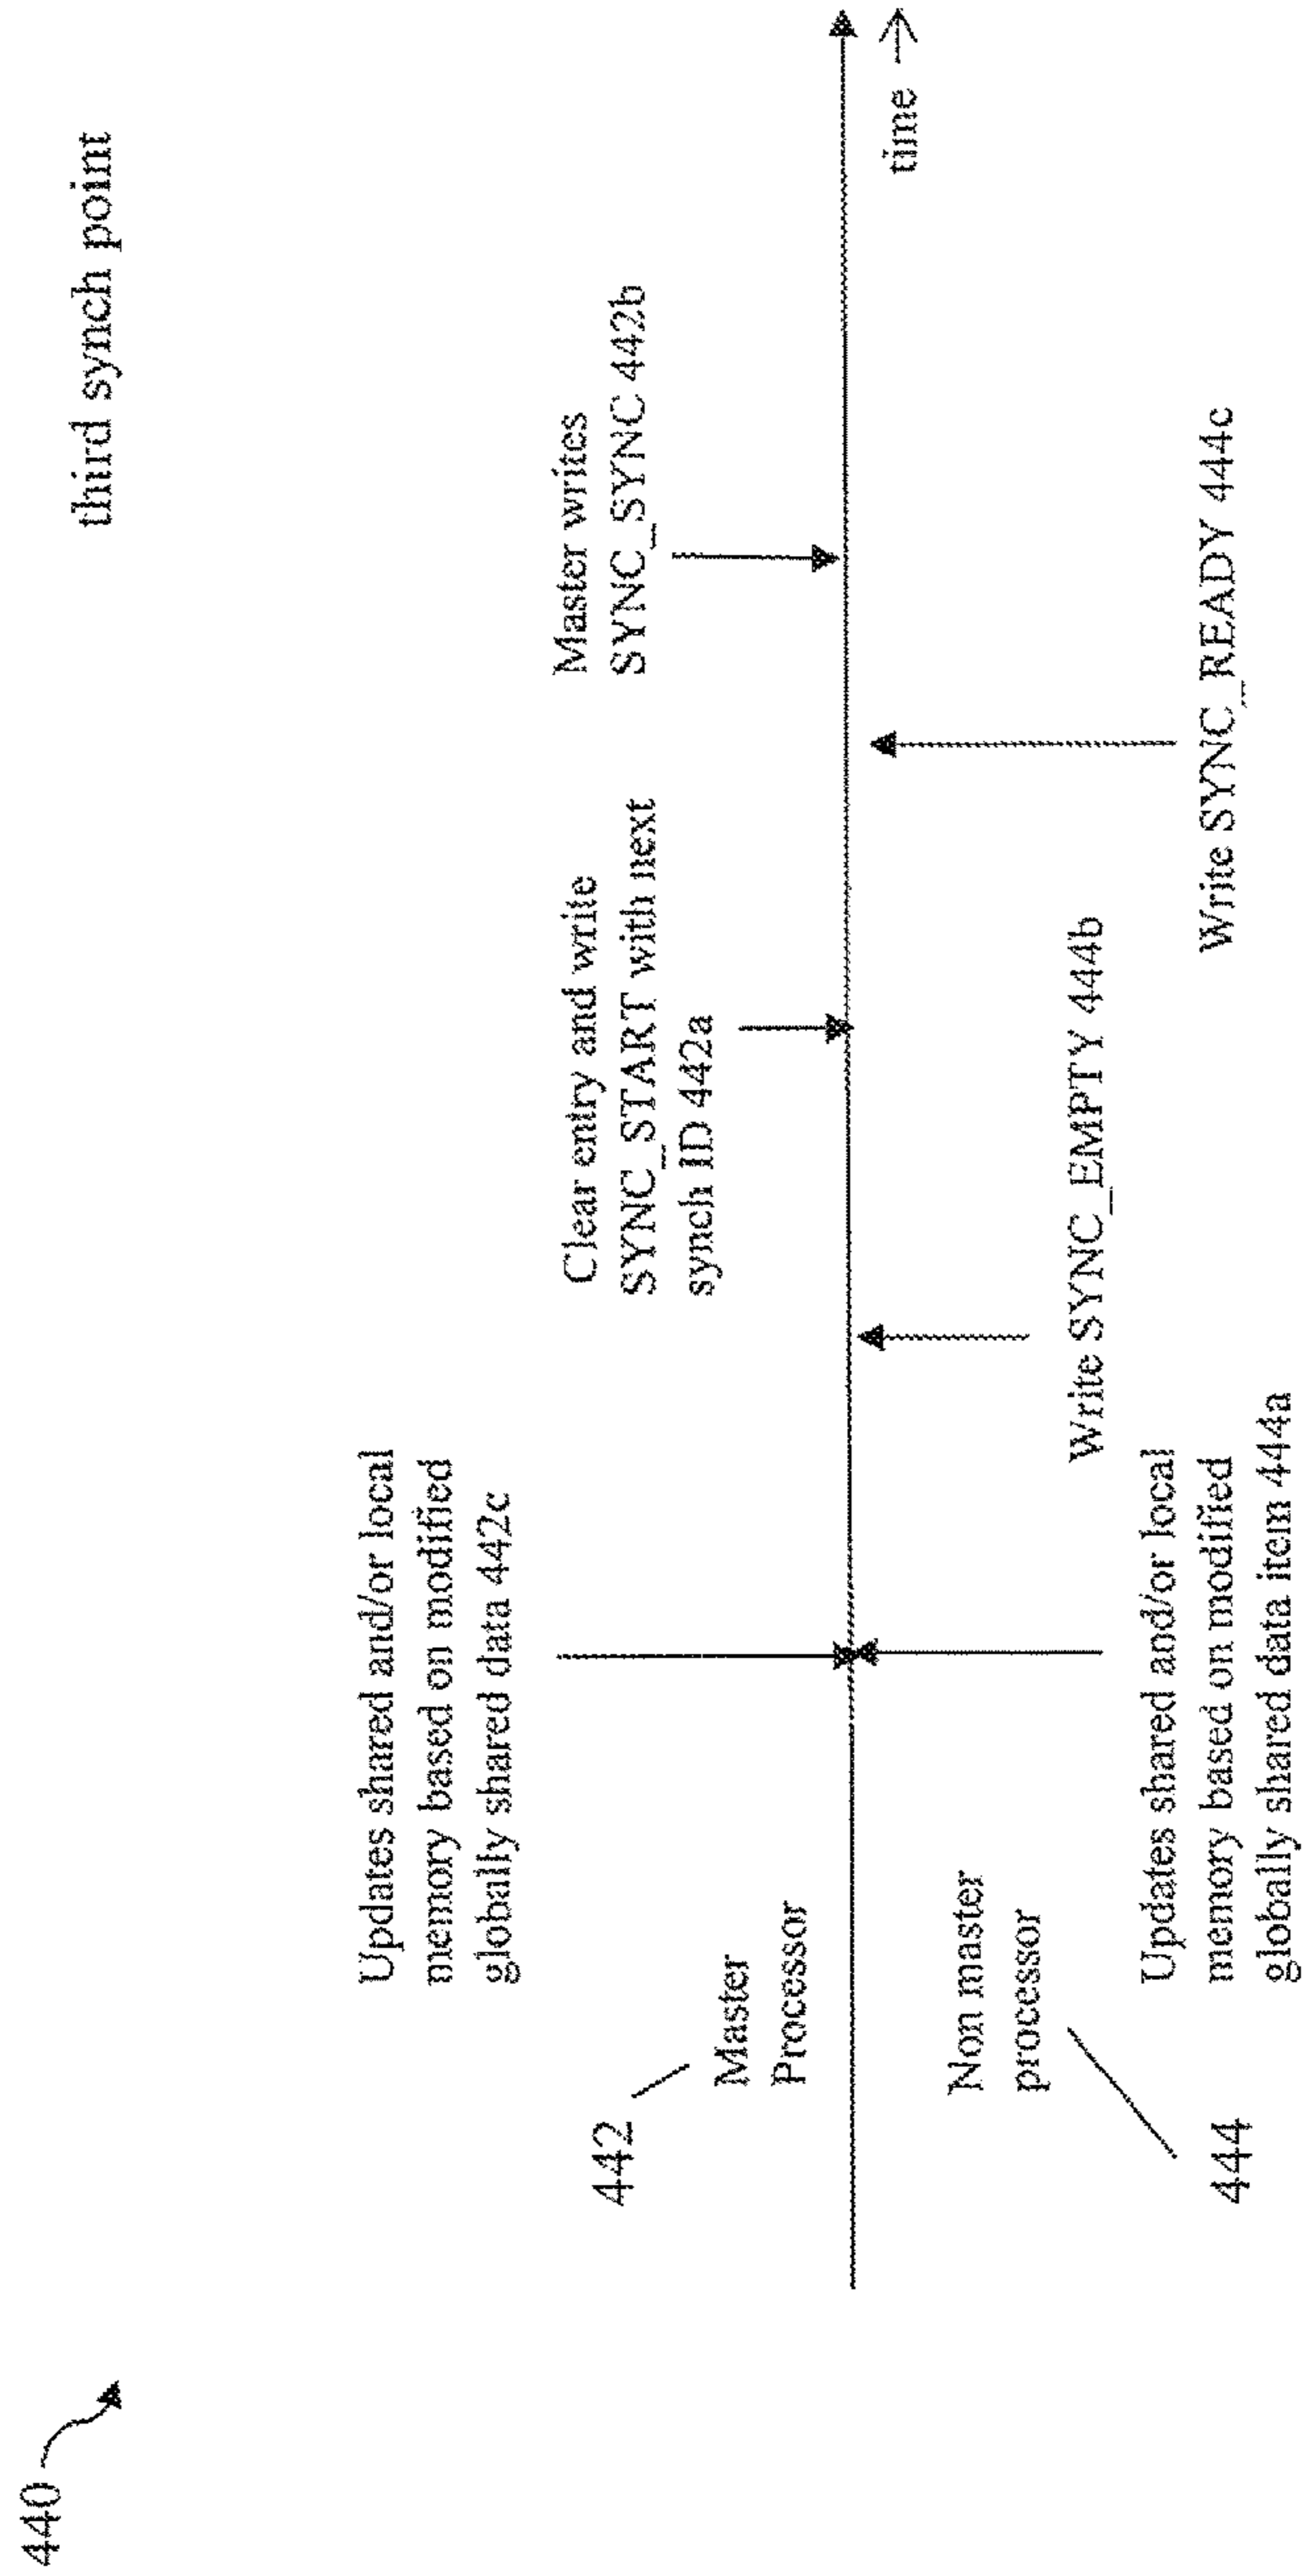 440
third synch point
Updates shared and/or local
memory based on modified
globally shared data 442c
Clear entry and write
SYNC_START with next
synch ID 442a
Master writes
SYNC_SYNC 442b
442
Master
Processor
time
Non master
processor
444
Write SYNC_EMPTY 444b
Write SYNC_READY 444c
Updates shared and/or local
memory based on modified
globally shared data item 444a